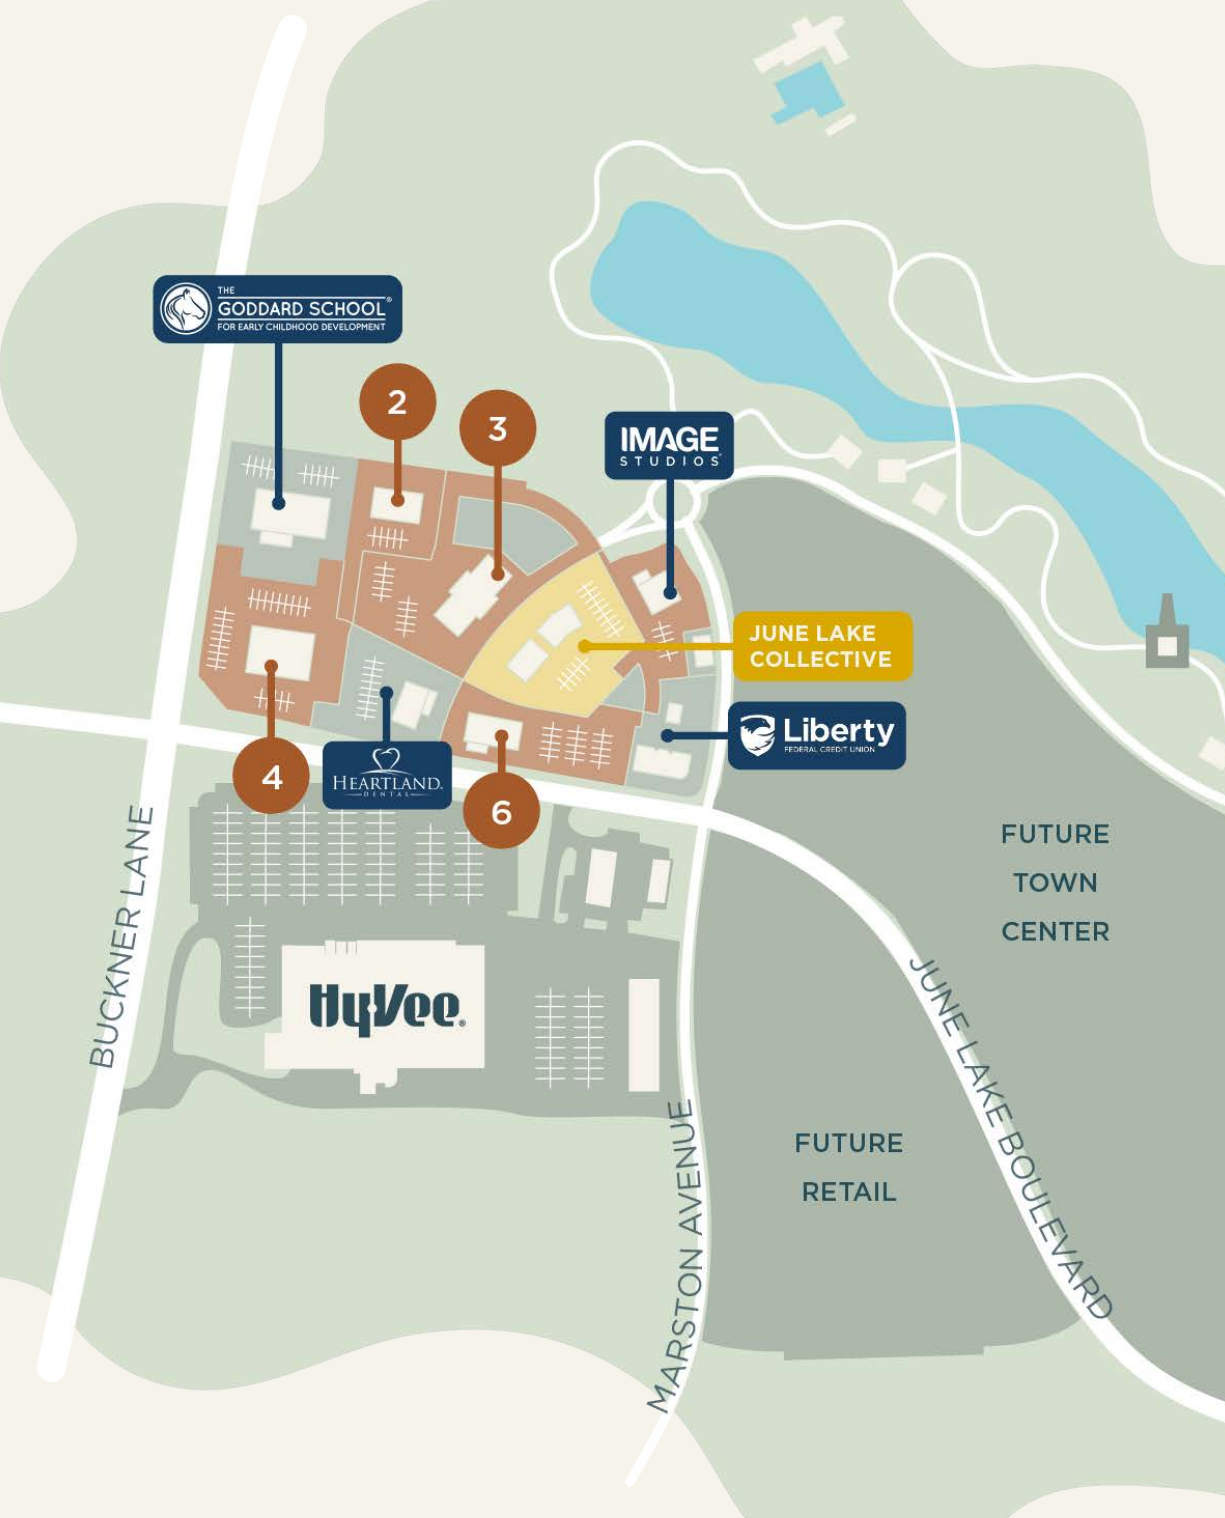 THE
GODDARD SCHOOL®
FOR EARLY CHILDHOOD DEVELOPMENT
2
3
IMAGE
STUDIOS
JUNE LAKE
COLLECTIVE
Liberty
FEDERAL CREDIT UNION
4
HEARTLAND
DENTAL
6
BUCKNER LANE
FUTURE
TOWN
CENTER
HyVee®
JUNE LAKE BOULEVARD
FUTURE
RETAIL
MARSTON AVENUE